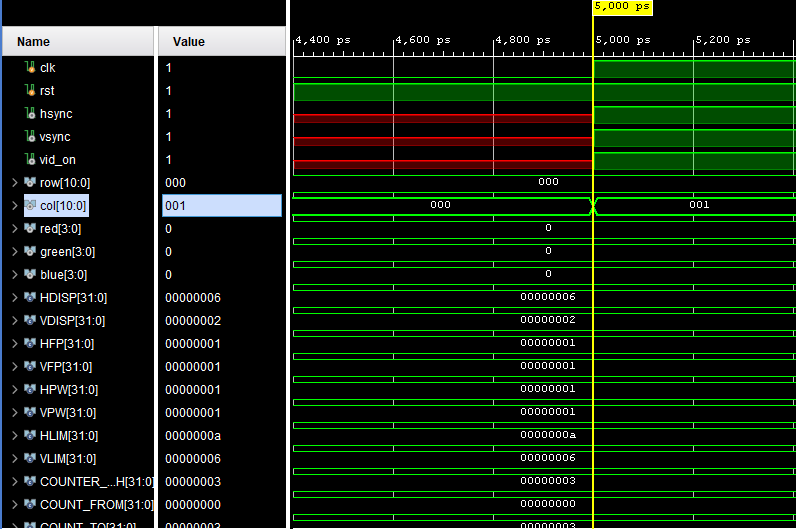 5,000 ps
Name Value 4,400 ps 4,600 ps 4,800 ps 5,000 ps 5,200 ps
clk 1
rst 1
hsync 1
vsync 1
vid_on 1
row[10:0] 000 000
col[10:0] 001 000 001
red[3:0] 0 0
green[3:0] 0 0
blue[3:0] 0 0
HDISP[31:0] 00000006 00000006
VDISP[31:0] 00000002 00000002
HFP[31:0] 00000001 00000001
VFP[31:0] 00000001 00000001
HPW[31:0] 00000001 00000001
VPW[31:0] 00000001 00000001
HLIM[31:0] 0000000a 0000000a
VLIM[31:0] 00000006 00000006
COUNTER_...H[31:0] 00000003 00000003
COUNT_FROM[31:0] 00000000 00000000
COUNT_TO[31:0] 00000003 00000003